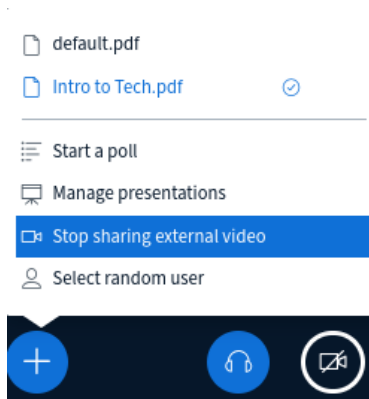 default.pdf
Intro to Tech.pdf
Start a poll
Manage presentations
Stop sharing external video
Select random user